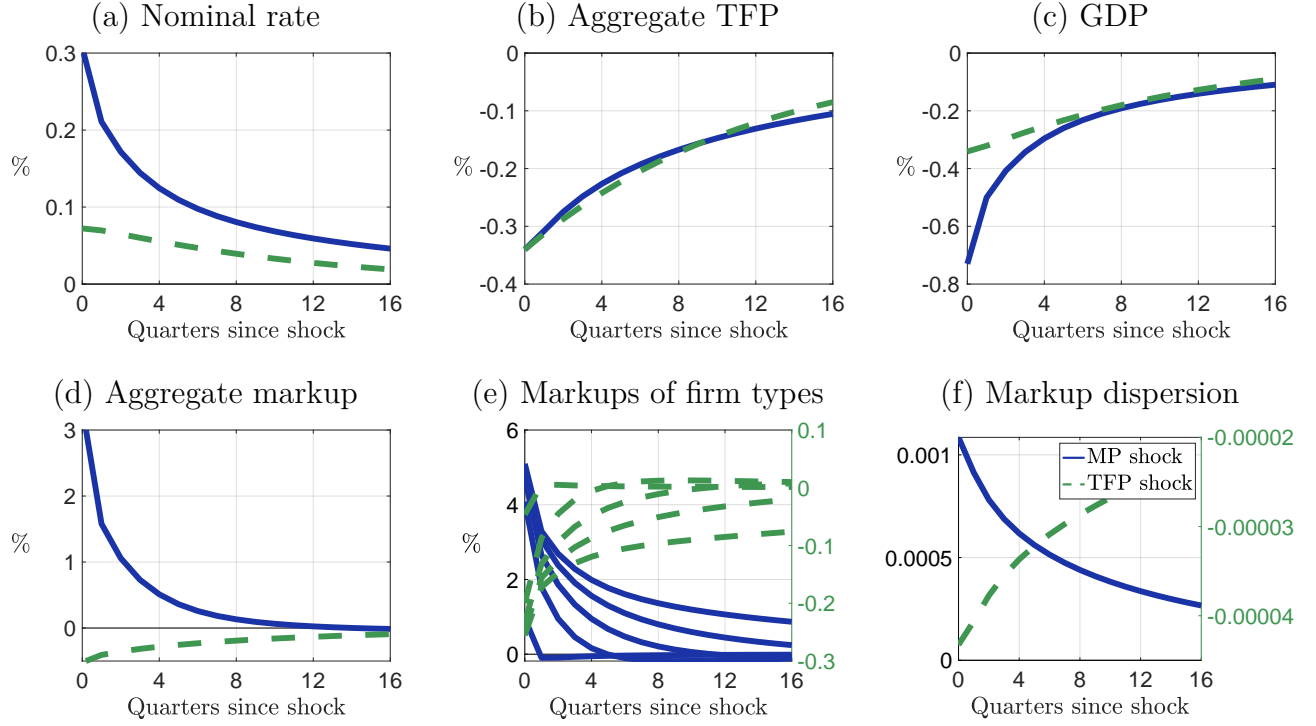 (a) Nominal rate
0.3
0.2
%
0.1
0
0 4 8 12 16
Quarters since shock
(b) Aggregate TFP
0
-0.1
% -0.2
-0.3
-0.4
0 4 8 12 16
Quarters since shock
(c) GDP
0
-0.2
% -0.4
-0.6
-0.8
0 4 8 12 16
Quarters since shock
(d) Aggregate markup
3
2
%
1
0
0 4 8 12 16
Quarters since shock
(e) Markups of firm types
6
4
%
2
0
0.1
0
-0.1
-0.2
-0.3
0 4 8 12 16
Quarters since shock
(f) Markup dispersion
0.001
0.0005
0
-0.00002
-0.00003
-0.00004
MP shock
TFP shock
0 4 8 12 16
Quarters since shock